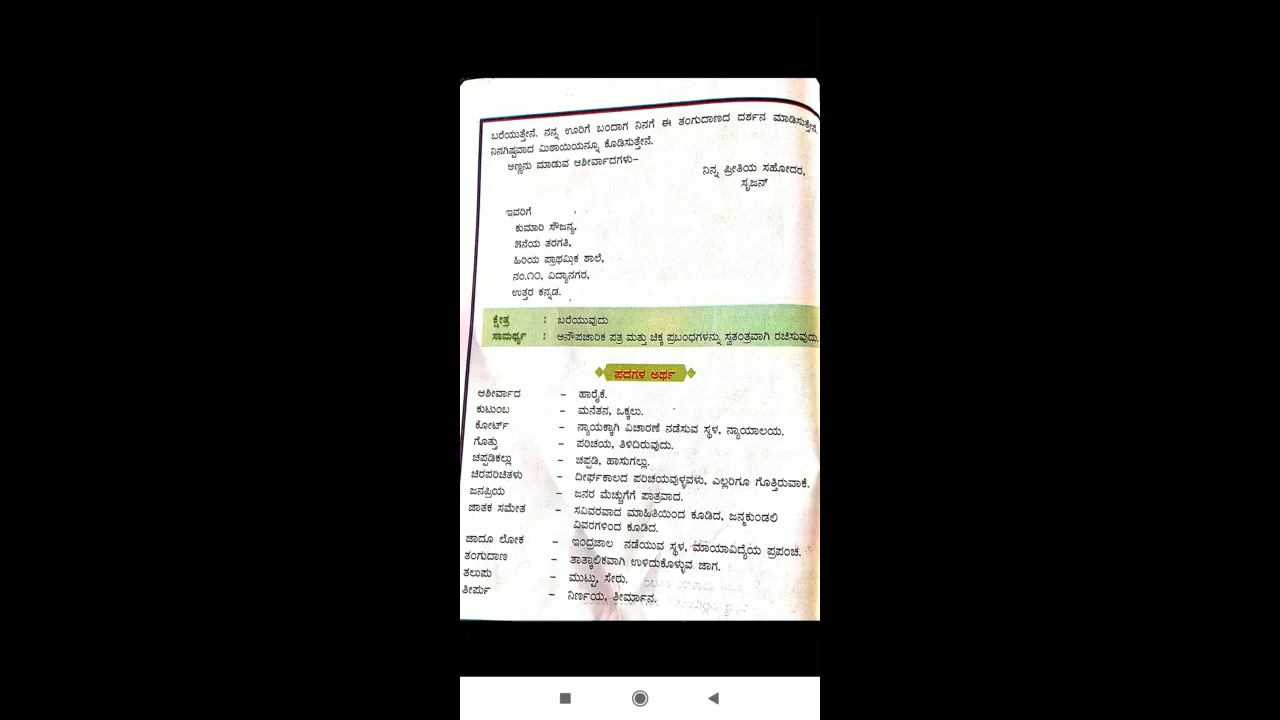 ಬರೆಯುತ್ತೇನೆ. ನನ್ನ ಊರಿಗೆ ಬಂದಾಗ ನಿನಗೆ ಈ ತಂಗುದಾಣದ ದರ್ಶನ ಮಾಡಿಸುತ್ತೇನೆ.
ನಿನಗಿಷ್ಟವಾದ ಮಿಠಾಯಿಯನ್ನೂ ಕೊಡಿಸುತ್ತೇನೆ.
ಅಣ್ಣನು ಮಾಡುವ ಆಶೀರ್ವಾದಗಳು–
ನಿನ್ನ ಪ್ರೀತಿಯ ಸಹೋದರ,
ಸೃಜನ್
ಇವರಿಗೆ
ಕುಮಾರಿ ಸೌಜನ್ಯ,
೫ನೆಯ ತರಗತಿ,
ಹಿರಿಯ ಪ್ರಾಥಮಿಕ ಶಾಲೆ,
ನಂ.೧೦, ವಿದ್ಯಾನಗರ,
ಉತ್ತರ ಕನ್ನಡ.
ಕ್ಷೇತ್ರ : ಬರೆಯುವುದು
ಸಾಮರ್ಥ್ಯ : ಅನೌಪಚಾರಿಕ ಪತ್ರ ಮತ್ತು ಚಿಕ್ಕ ಪ್ರಬಂಧಗಳನ್ನು ಸ್ವತಂತ್ರವಾಗಿ ರಚಿಸುವುದು.
ಪದಗಳ ಅರ್ಥ
ಆಶೀರ್ವಾದ – ಹಾರೈಕೆ.
ಕುಟುಂಬ – ಮನೆತನ, ಒಕ್ಕಲು.
ಕೋರ್ಟ್ – ನ್ಯಾಯಕ್ಕಾಗಿ ವಿಚಾರಣೆ ನಡೆಸುವ ಸ್ಥಳ, ನ್ಯಾಯಾಲಯ.
ಗೊತ್ತು – ಪರಿಚಯ, ತಿಳಿದಿರುವುದು.
ಚಪ್ಪಡಿಕಲ್ಲು – ಚಪ್ಪಡಿ, ಹಾಸುಗಲ್ಲು.
ಚಿರಪರಿಚಿತಳು – ದೀರ್ಘಕಾಲದ ಪರಿಚಯವುಳ್ಳವಳು, ಎಲ್ಲರಿಗೂ ಗೊತ್ತಿರುವಾಕೆ.
ಜನಪ್ರಿಯ – ಜನರ ಮೆಚ್ಚುಗೆಗೆ ಪಾತ್ರವಾದ.
ಜಾತಕ ಸಮೇತ – ಸವಿವರವಾದ ಮಾಹಿತಿಯಿಂದ ಕೂಡಿದ, ಜನ್ಮಕುಂಡಲಿ
ವಿವರಗಳಿಂದ ಕೂಡಿದ.
ಜಾದೂ ಲೋಕ – ಇಂದ್ರಜಾಲ ನಡೆಯುವ ಸ್ಥಳ, ಮಾಯಾವಿದ್ಯೆಯ ಪ್ರಪಂಚ.
ತಂಗುದಾಣ – ತಾತ್ಕಾಲಿಕವಾಗಿ ಉಳಿದುಕೊಳ್ಳುವ ಜಾಗ.
ತಲುಪು – ಮುಟ್ಟು, ಸೇರು.
ತೀರ್ಪು – ನಿರ್ಣಯ, ತೀರ್ಮಾನ.